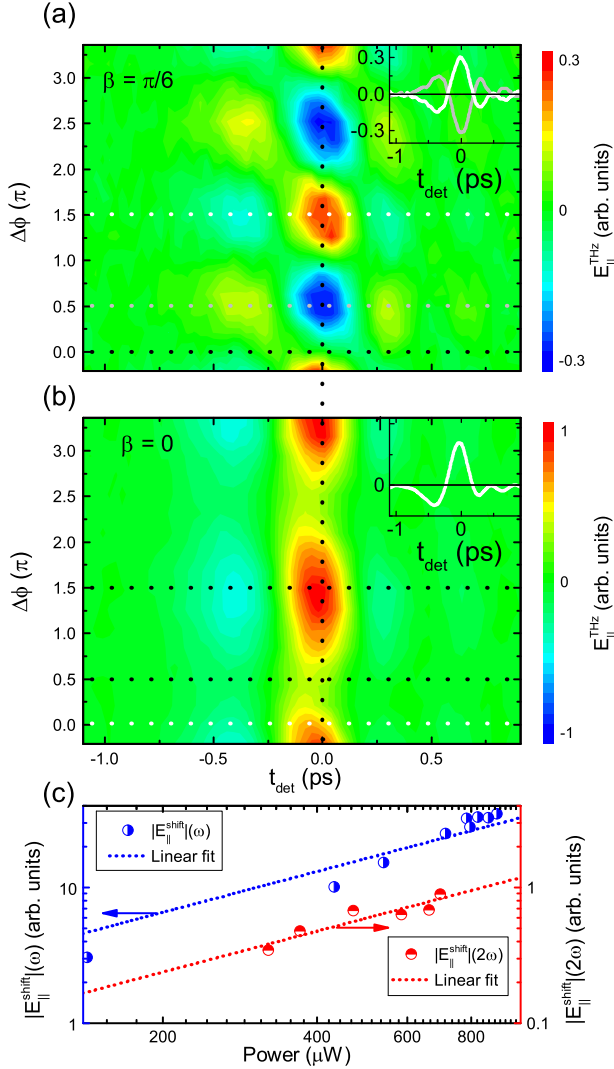 (a)
β = π/6
0.3
0.0
-0.3
-1
0
t_det (ps)
3.0
2.5
2.0
1.5
1.0
0.5
0.0
Δϕ (π)
0.3
0
-0.3
E_||^THz (arb. units)
(b)
β = 0
0
-1
0
t_det (ps)
3.0
2.5
2.0
1.5
1.0
0.5
0.0
Δϕ (π)
1
0
-1
E_||^THz (arb. units)
-1.0
-0.5
0.0
0.5
t_det (ps)
(c)
|E_||^shift|(ω)
Linear fit
|E_||^shift|(2ω)
Linear fit
10
1
|E_||^shift|(ω) (arb. units)
1
0.1
|E_||^shift|(2ω) (arb. units)
200
400
600
800
Power (μW)